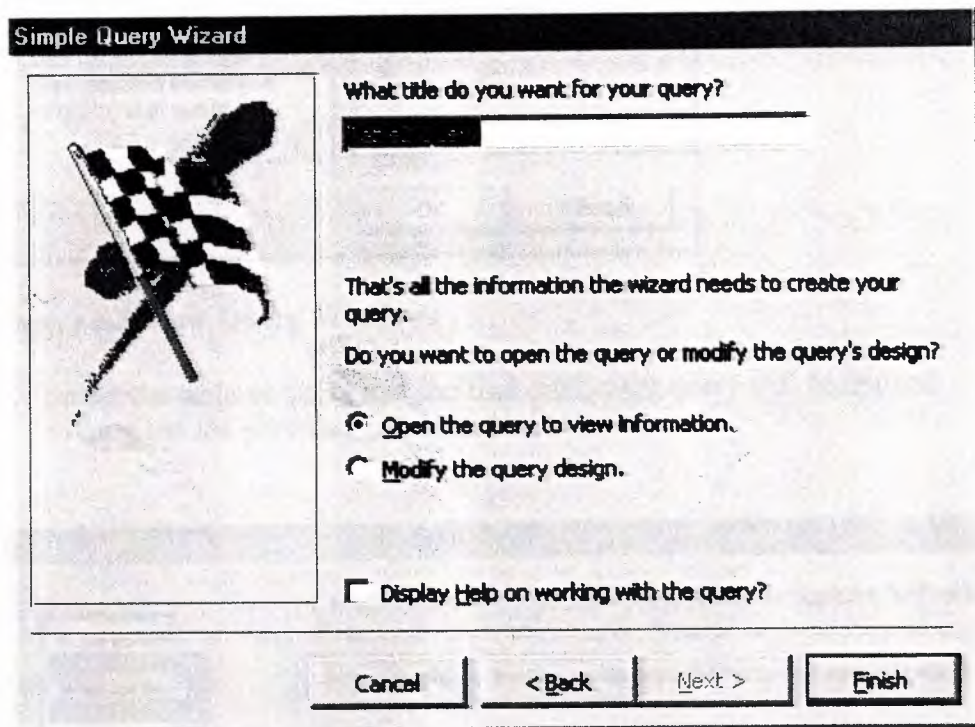 Simple Query Wizard
What title do you want for your query?
That's all the information the wizard needs to create your
query.
Do you want to open the query or modify the query's design?
Open the query to view information.
Modify the query design.
Display Help on working with the query?
Cancel
< Back
Next >
Finish